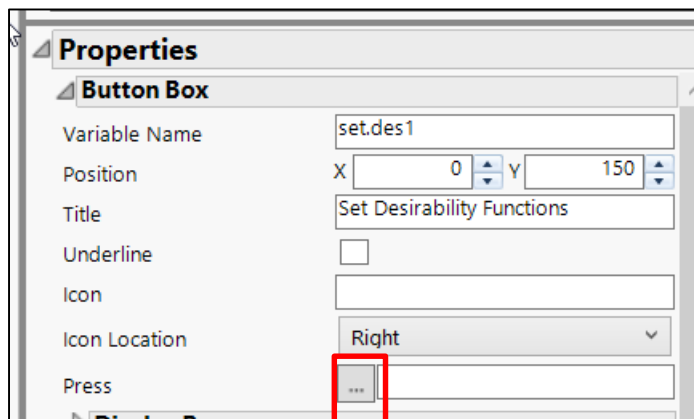 Properties
Button Box
Variable Name set.des1
Position X 0 Y 150
Title Set Desirability Functions
Underline
Icon
Icon Location Right
Press ...